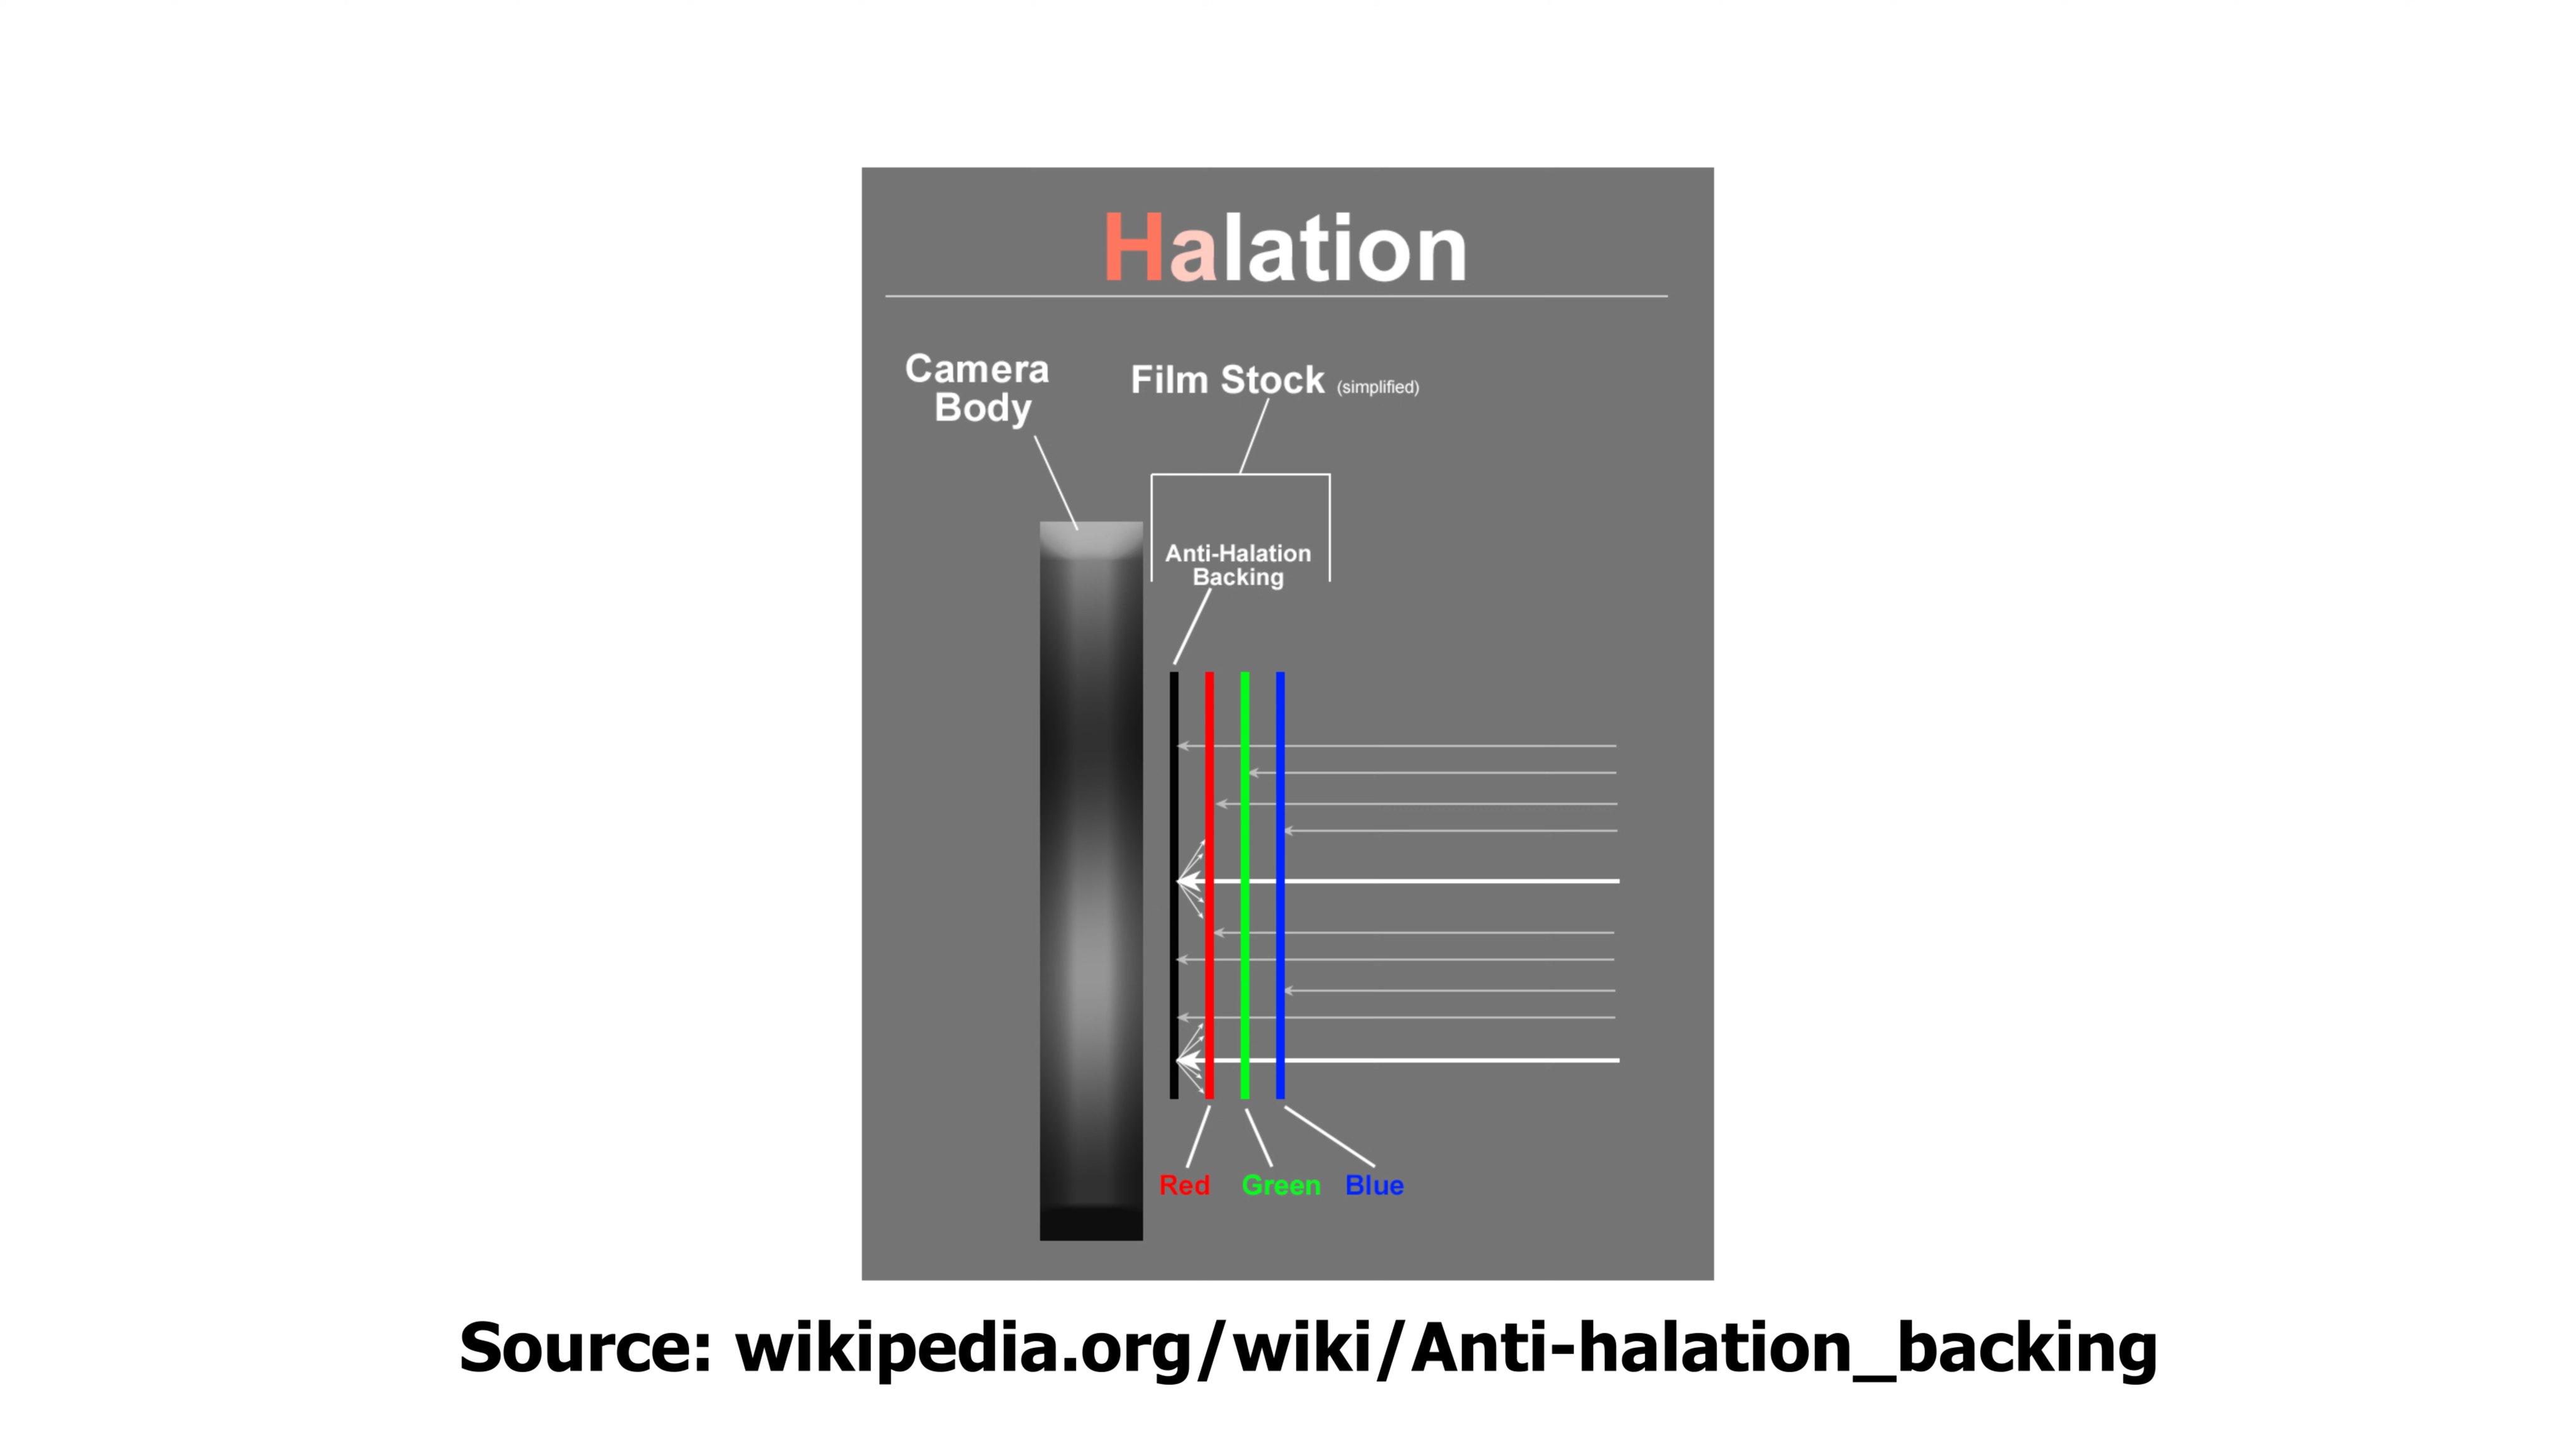 Halation
Camera
Body
Film Stock (simplified)
Anti-Halation
Backing
Red Green Blue
Source: wikipedia.org/wiki/Anti-halation_backing